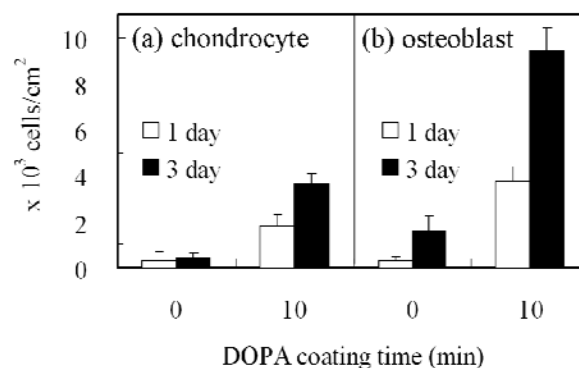 10
8
6
4
2
0
x 10³ cells/cm²
(a) chondrocyte
1 day
3 day
(b) osteoblast
1 day
3 day
0
10
0
10
DOPA coating time (min)